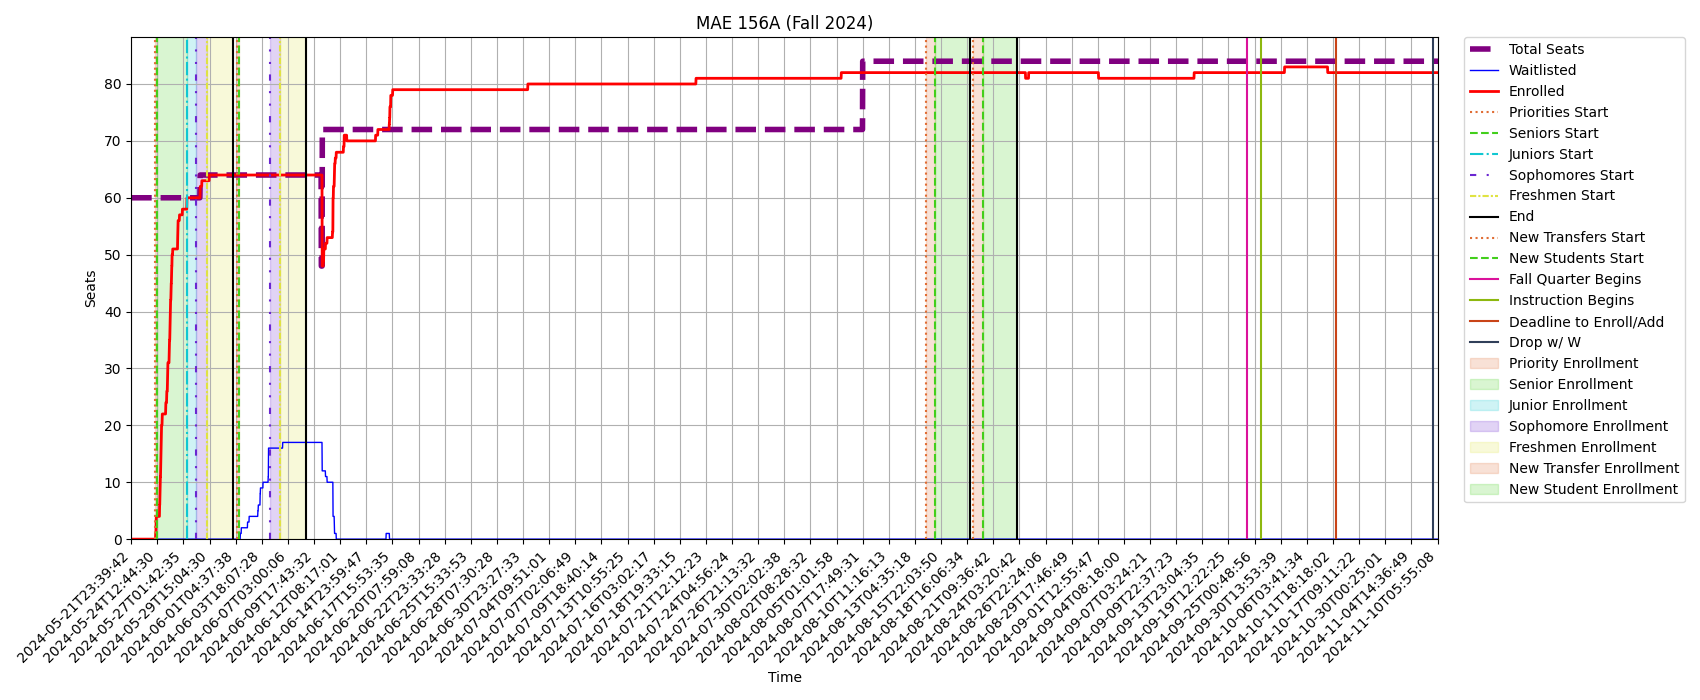 MAE 156A (Fall 2024)
Seats
80
70
60
50
40
30
20
10
0
2024-05-21T23:39:42
2024-05-24T12:44:30
2024-05-27T01:42:35
2024-05-29T15:04:30
2024-06-01T04:37:38
2024-06-03T18:07:28
2024-06-07T03:00:06
2024-06-09T17:43:32
2024-06-12T08:17:01
2024-06-14T23:59:47
2024-06-17T15:53:35
2024-06-20T07:59:08
2024-06-22T23:33:28
2024-06-25T15:33:53
2024-06-28T07:30:28
2024-06-30T23:27:33
2024-07-04T09:51:01
2024-07-07T02:06:49
2024-07-09T18:40:14
2024-07-13T10:55:25
2024-07-16T03:02:17
2024-07-18T19:33:15
2024-07-21T12:12:23
2024-07-24T04:56:24
2024-07-26T21:13:32
2024-07-30T02:02:38
2024-08-02T08:28:32
2024-08-05T01:01:58
2024-08-07T17:49:31
2024-08-10T11:16:13
2024-08-13T04:35:18
2024-08-15T22:03:50
2024-08-18T16:06:34
2024-08-21T09:36:42
2024-08-24T03:20:42
2024-08-26T22:24:06
2024-08-29T17:46:49
2024-09-01T12:55:47
2024-09-04T08:18:00
2024-09-07T03:24:21
2024-09-09T22:37:23
2024-09-13T23:04:35
2024-09-19T12:22:25
2024-09-25T00:48:56
2024-09-30T13:53:39
2024-10-06T03:41:34
2024-10-11T18:18:02
2024-10-17T09:11:22
2024-10-30T00:25:01
2024-11-04T14:36:49
2024-11-10T05:55:08
Time
Total Seats
Waitlisted
Enrolled
Priorities Start
Seniors Start
Juniors Start
Sophomores Start
Freshmen Start
End
New Transfers Start
New Students Start
Fall Quarter Begins
Instruction Begins
Deadline to Enroll/Add
Drop w/ W
Priority Enrollment
Senior Enrollment
Junior Enrollment
Sophomore Enrollment
Freshmen Enrollment
New Transfer Enrollment
New Student Enrollment